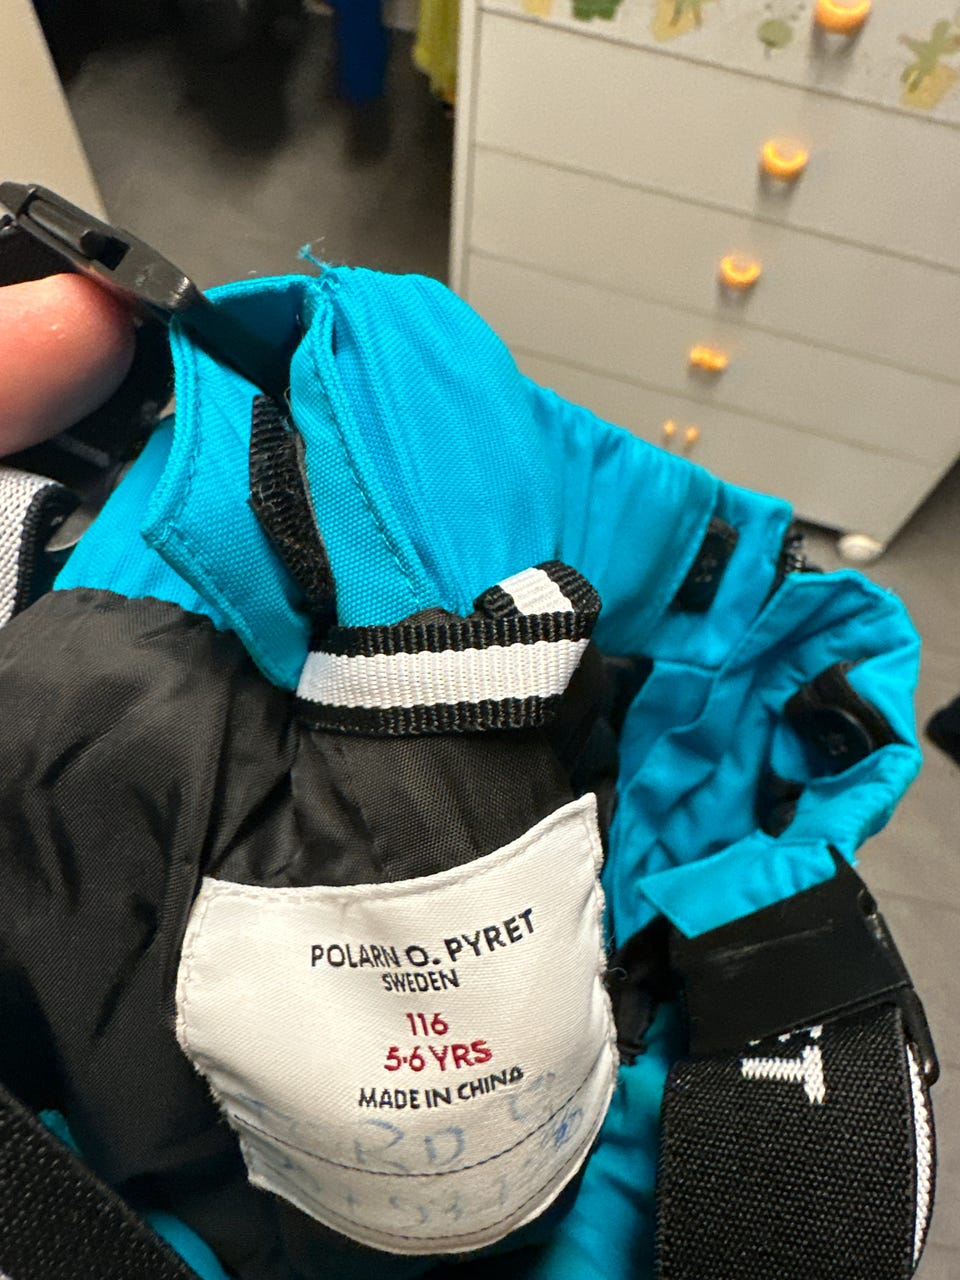 POLARN O. PYRET
SWEDEN
116
5-6 YRS
MADE IN CHINA